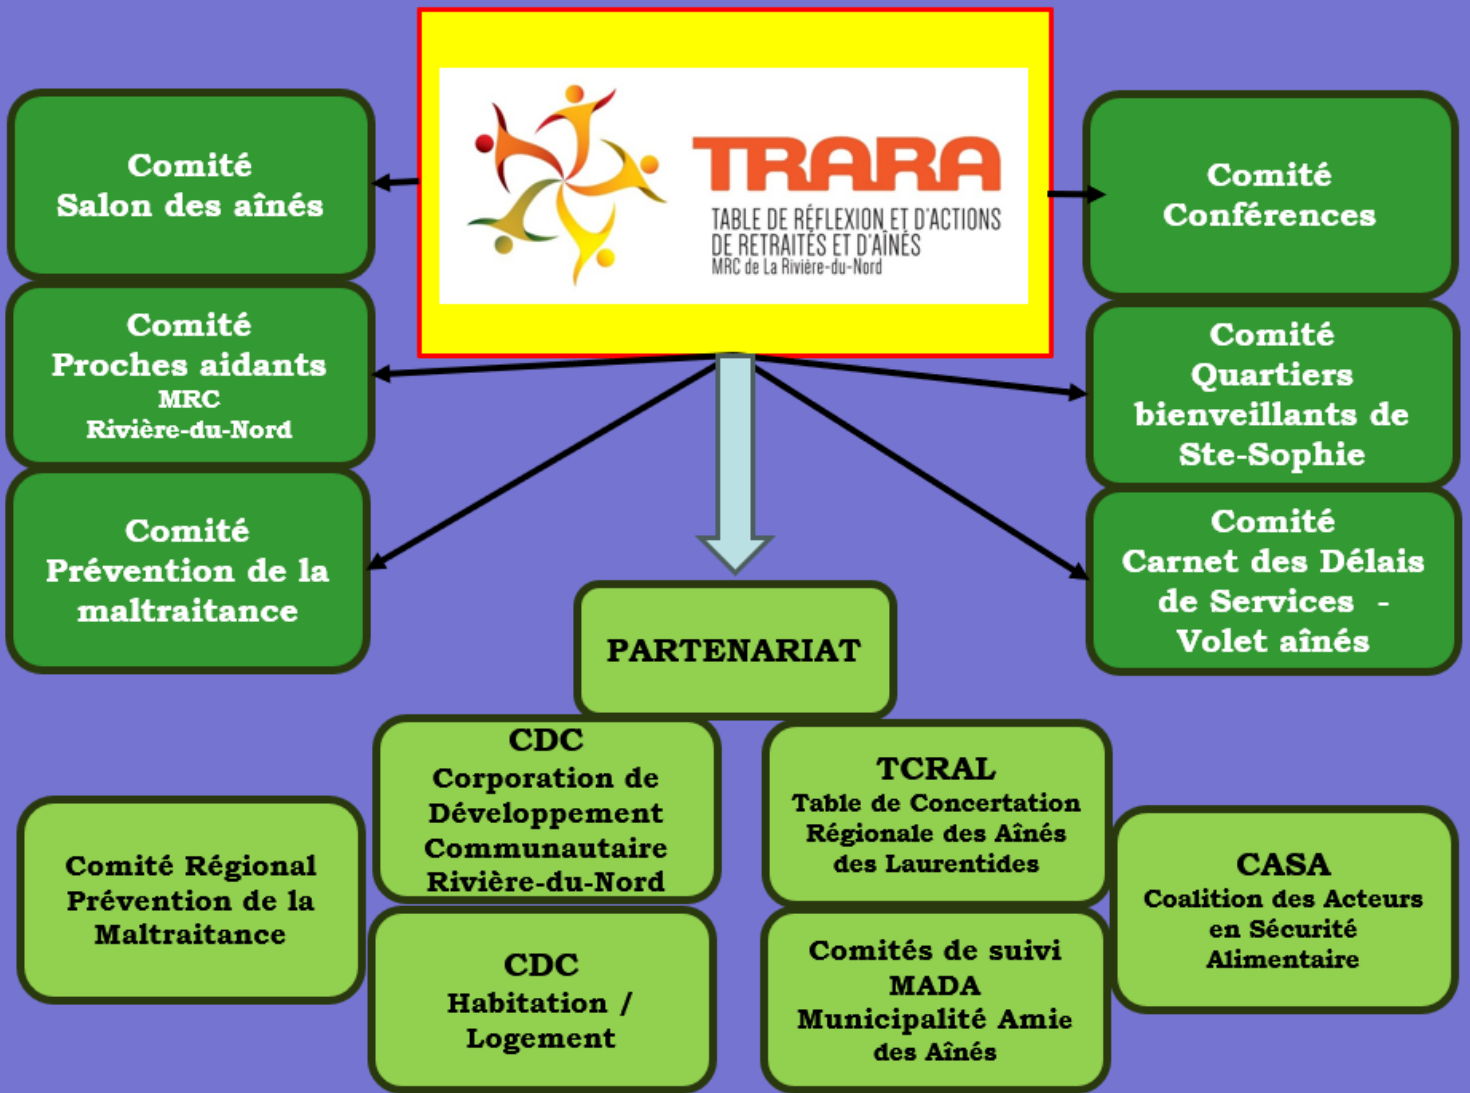 TRARA
TABLE DE RÉFLEXION ET D'ACTIONS
DE RETRAITÉS ET D'AÎNÉS
MRC de La Rivière-du-Nord
Comité
Salon des aînés
Comité
Proches aidants
MRC
Rivière-du-Nord
Comité
Prévention de la
maltraitance
Comité
Conférences
Comité
Quartiers
bienveillants de
Ste-Sophie
Comité
Carnet des Délais
de Services -
Volet aînés
PARTENARIAT
Comité Régional
Prévention de la
Maltraitance
CDC
Corporation de
Développement
Communautaire
Rivière-du-Nord
CDC
Habitation /
Logement
TCRAL
Table de Concertation
Régionale des Aînés
des Laurentides
Comités de suivi
MADA
Municipalité Amie
des Aînés
CASA
Coalition des Acteurs
en Sécurité
Alimentaire